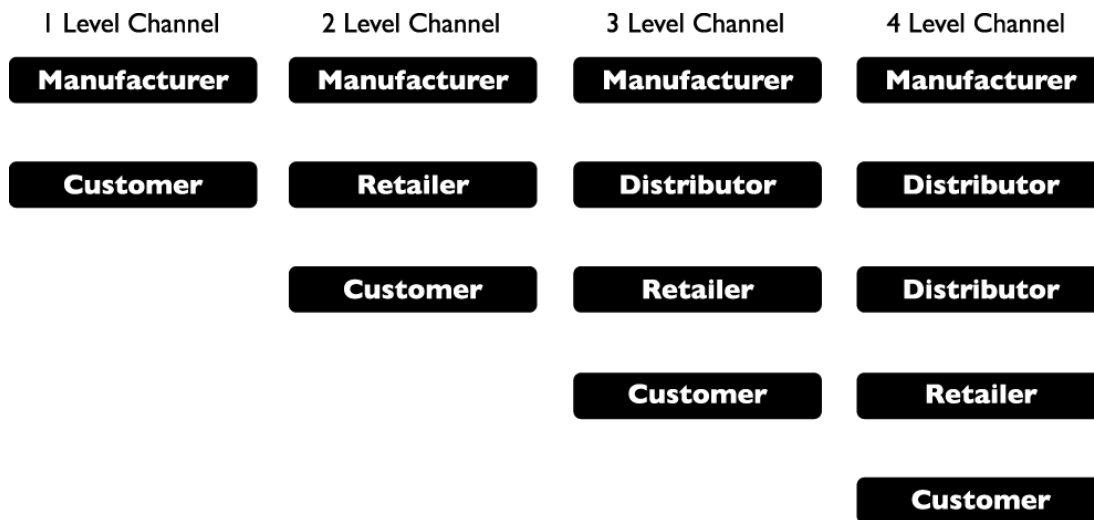 1 Level Channel
2 Level Channel
3 Level Channel
4 Level Channel
Manufacturer
Manufacturer
Manufacturer
Manufacturer
Customer
Retailer
Distributor
Distributor
Customer
Retailer
Distributor
Customer
Retailer
Customer